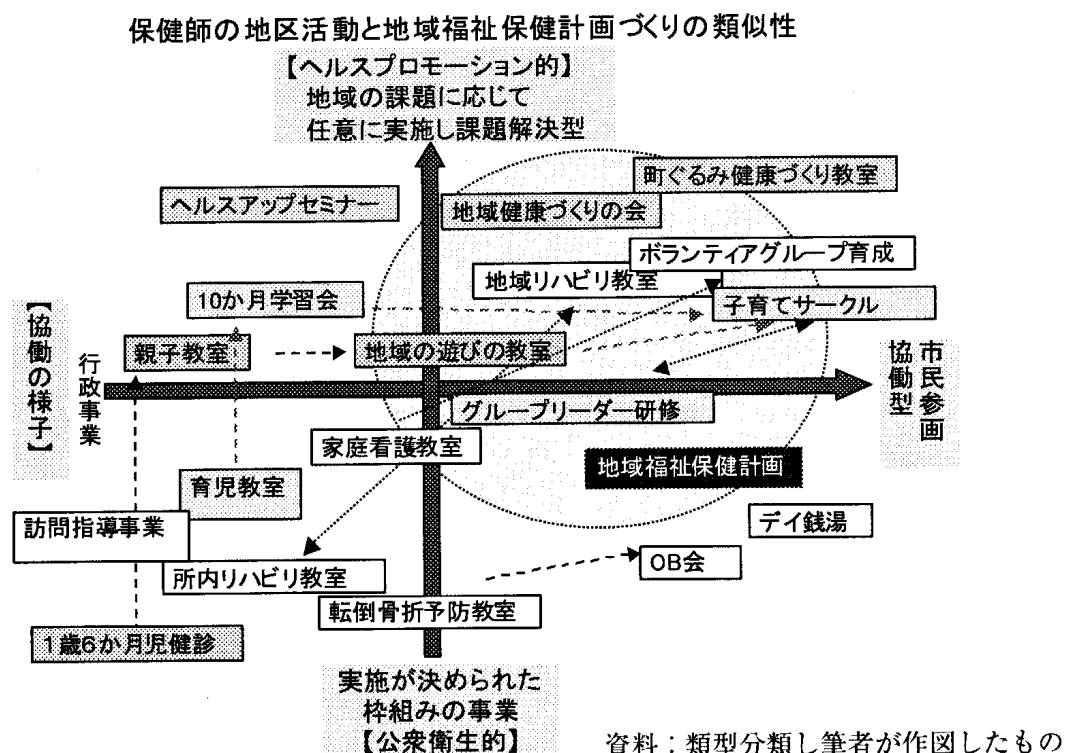 保健師の地区活動と地域福祉保健計画づくりの類似性
【ヘルスプロモーション的】
地域の課題に応じて
任意に実施し課題解決型
町ぐるみ健康づくり教室
ヘルスアップセミナー
地域健康づくりの会
ボランティアグループ育成
地域リハビリ教室
10か月学習会
子育てサークル
【協働の様子】
行政事業
親子教室
地域の遊びの教室
市民参画
協働型
グループリーダー研修
家庭看護教室
地域福祉保健計画
育児教室
デイ銭湯
訪問指導事業
OB会
所内リハビリ教室
転倒骨折予防教室
1歳6か月児健診
実施が決められた
枠組みの事業
【公衆衛生的】
資料：類型分類し筆者が作図したもの